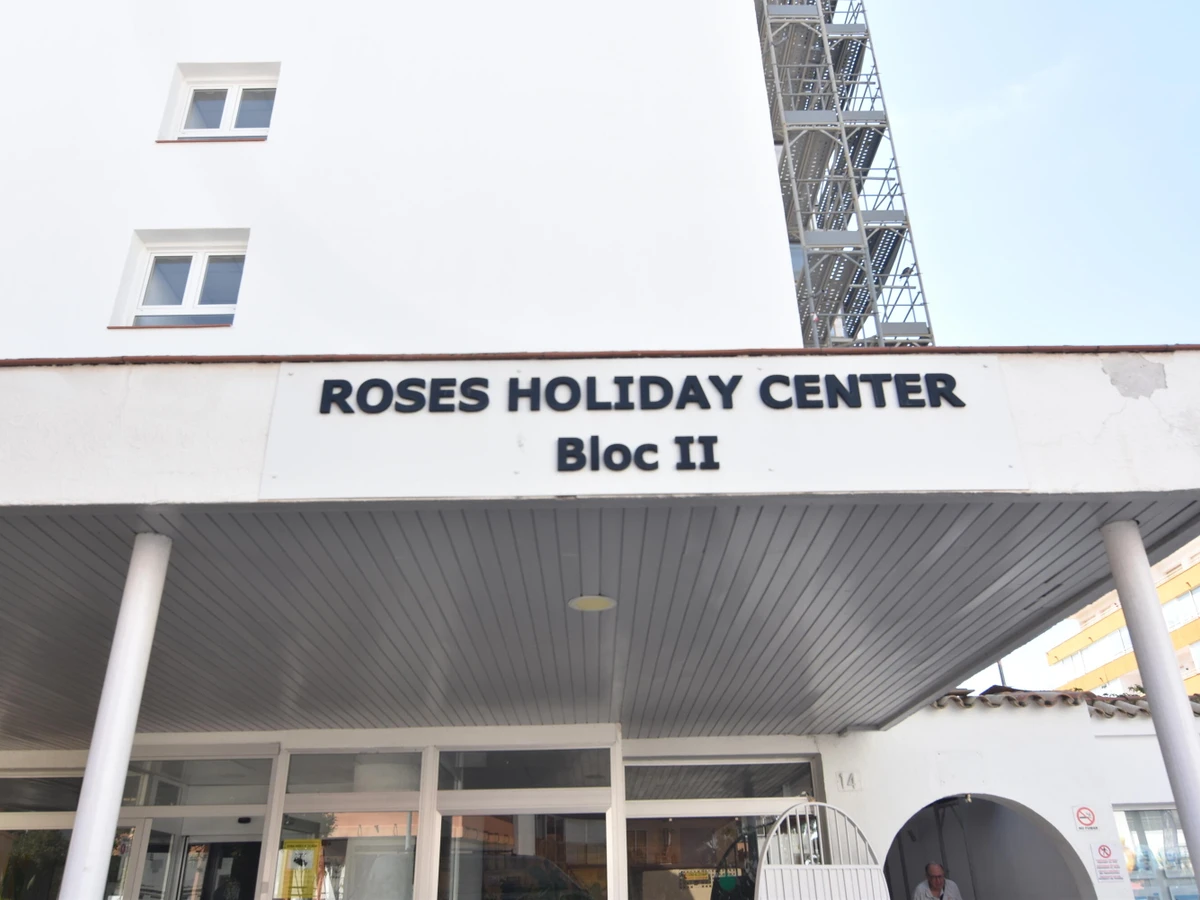 ROSES HOLIDAY CENTER
Bloc II
14